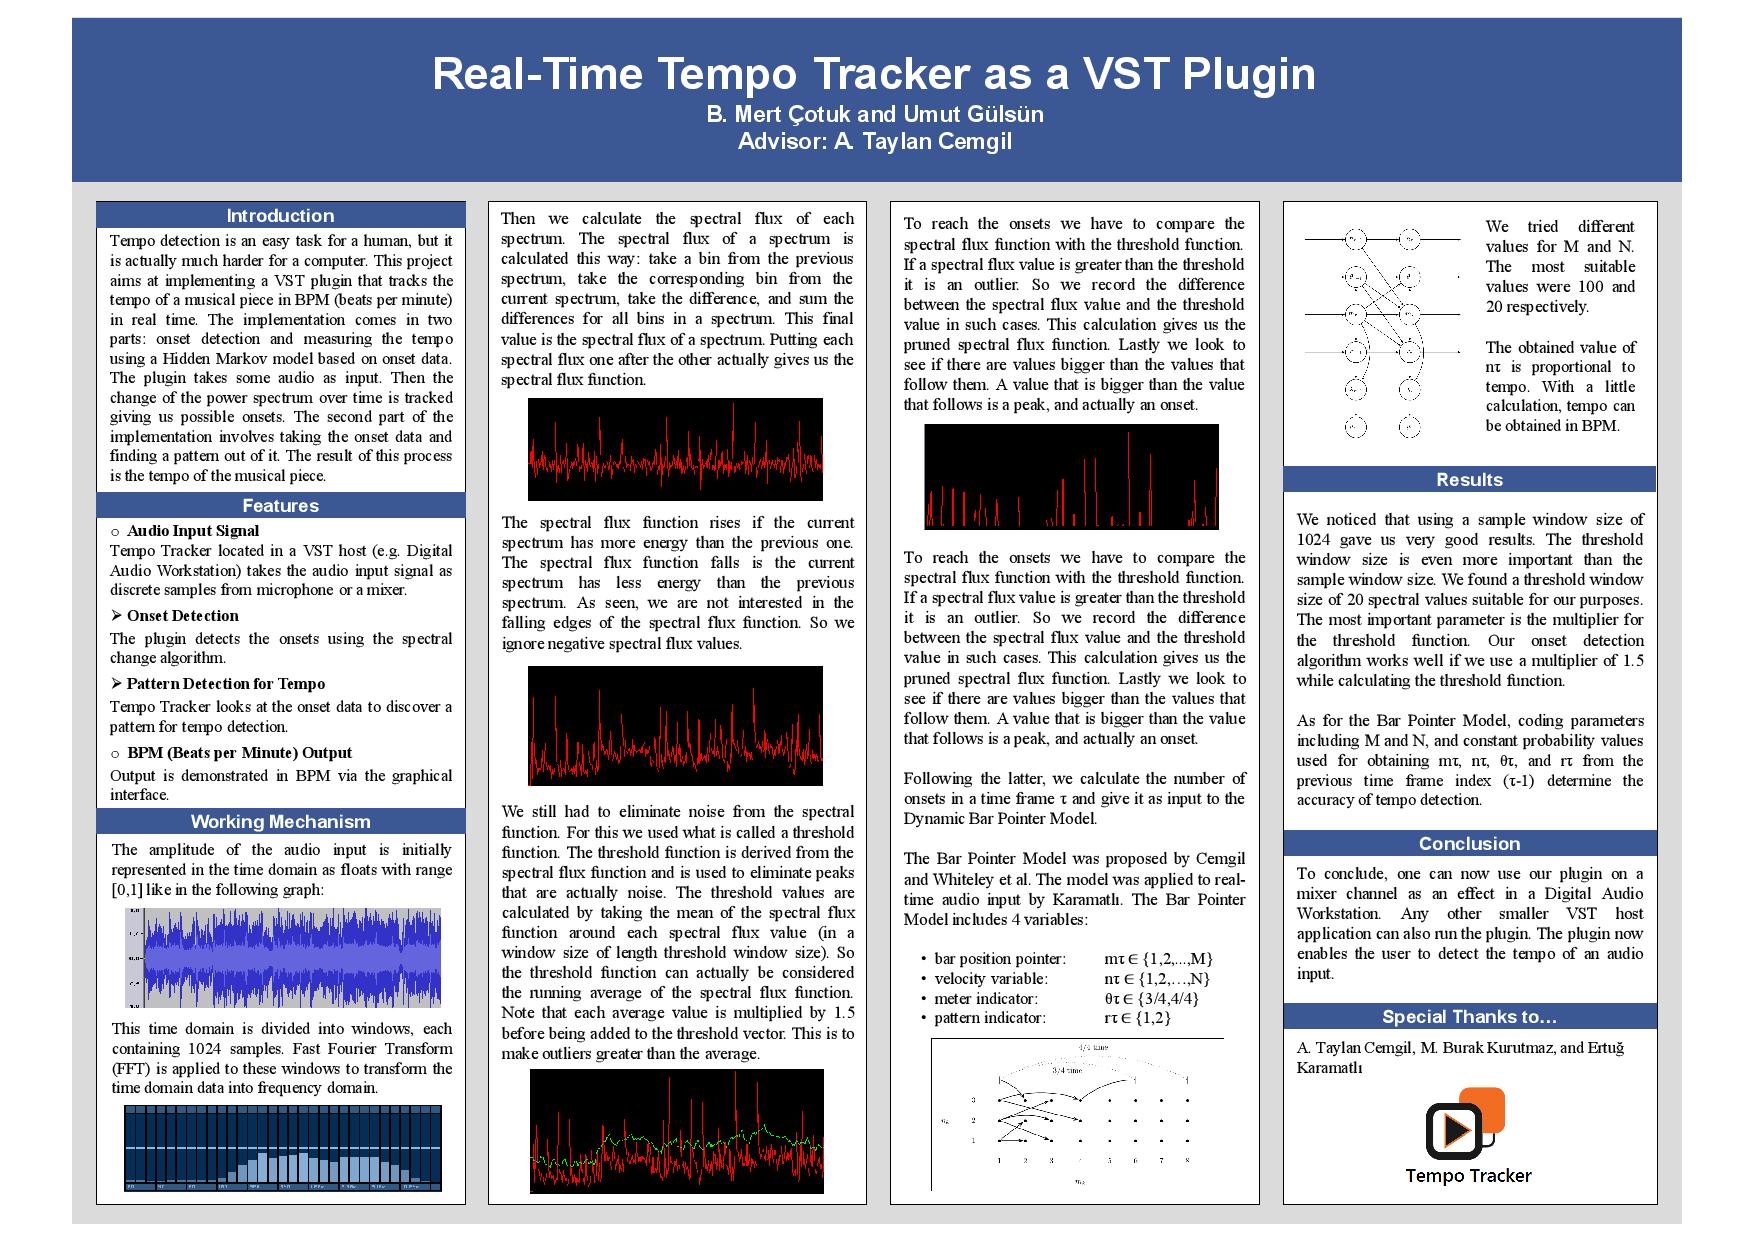 Real-Time Tempo Tracker as a VST Plugin
B. Mert Çotuk and Umut Gülsün
Advisor: A. Taylan Cemgil
Introduction
Tempo detection is an easy task for a human, but it
is actually much harder for a computer. This project
aims at implementing a VST plugin that tracks the
tempo of a musical piece in BPM (beats per minute)
in real time. The implementation comes in two
parts: onset detection and measuring the tempo
using a Hidden Markov model based on onset data.
The plugin takes some audio as input. Then the
change of the power spectrum over time is tracked
giving us possible onsets. The second part of the
implementation involves taking the onset data and
finding a pattern out of it. The result of this process
is the tempo of the musical piece.
Features
o Audio Input Signal
Tempo Tracker located in a VST host (e.g. Digital
Audio Workstation) takes the audio input signal as
discrete samples from microphone or a mixer.
➢ Onset Detection
The plugin detects the onsets using the spectral
change algorithm.
➢ Pattern Detection for Tempo
Tempo Tracker looks at the onset data to discover a
pattern for tempo detection.
o BPM (Beats per Minute) Output
Output is demonstrated in BPM via the graphical
interface.
Working Mechanism
The amplitude of the audio input is initially
represented in the time domain as floats with range
[0,1] like in the following graph:
This time domain is divided into windows, each
containing 1024 samples. Fast Fourier Transform
(FFT) is applied to these windows to transform the
time domain data into frequency domain.
Then we calculate the spectral flux of each
spectrum. The spectral flux of a spectrum is
calculated this way: take a bin from the previous
spectrum, take the corresponding bin from the
current spectrum, take the difference, and sum the
differences for all bins in a spectrum. This final
value is the spectral flux of a spectrum. Putting each
spectral flux one after the other actually gives us the
spectral flux function.
The spectral flux function rises if the current
spectrum has more energy than the previous one.
The spectral flux function falls is the current
spectrum has less energy than the previous
spectrum. As seen, we are not interested in the
falling edges of the spectral flux function. So we
ignore negative spectral flux values.
We still had to eliminate noise from the spectral
function. For this we used what is called a threshold
function. The threshold function is derived from the
spectral flux function and is used to eliminate peaks
that are actually noise. The threshold values are
calculated by taking the mean of the spectral flux
function around each spectral flux value (in a
window size of length threshold window size). So
the threshold function can actually be considered
the running average of the spectral flux function.
Note that each average value is multiplied by 1.5
before being added to the threshold vector. This is to
make outliers greater than the average.
To reach the onsets we have to compare the
spectral flux function with the threshold function.
If a spectral flux value is greater than the threshold
it is an outlier. So we record the difference
between the spectral flux value and the threshold
value in such cases. This calculation gives us the
pruned spectral flux function. Lastly we look to
see if there are values bigger than the values that
follow them. A value that is bigger than the value
that follows is a peak, and actually an onset.
To reach the onsets we have to compare the
spectral flux function with the threshold function.
If a spectral flux value is greater than the threshold
it is an outlier. So we record the difference
between the spectral flux value and the threshold
value in such cases. This calculation gives us the
pruned spectral flux function. Lastly we look to
see if there are values bigger than the values that
follow them. A value that is bigger than the value
that follows is a peak, and actually an onset.
Following the latter, we calculate the number of
onsets in a time frame τ and give it as input to the
Dynamic Bar Pointer Model.
The Bar Pointer Model was proposed by Cemgil
and Whiteley et al. The model was applied to real-
time audio input by Karamatlı. The Bar Pointer
Model includes 4 variables:
• bar position pointer: mτ ∈ {1,2,...,M}
• velocity variable: nτ ∈ {1,2,…,N}
• meter indicator: θτ ∈ {3/4,4/4}
• pattern indicator: rτ ∈ {1,2}
4/4 time
3/4 time
3
nₖ 2
1
1 2 3 4 5 6 7 8
mₖ
We tried different
values for M and N.
The most suitable
values were 100 and
20 respectively.
The obtained value of
nτ is proportional to
tempo. With a little
calculation, tempo can
be obtained in BPM.
Results
We noticed that using a sample window size of
1024 gave us very good results. The threshold
window size is even more important than the
sample window size. We found a threshold window
size of 20 spectral values suitable for our purposes.
The most important parameter is the multiplier for
the threshold function. Our onset detection
algorithm works well if we use a multiplier of 1.5
while calculating the threshold function.
As for the Bar Pointer Model, coding parameters
including M and N, and constant probability values
used for obtaining mτ, nτ, θτ, and rτ from the
previous time frame index (τ-1) determine the
accuracy of tempo detection.
Conclusion
To conclude, one can now use our plugin on a
mixer channel as an effect in a Digital Audio
Workstation. Any other smaller VST host
application can also run the plugin. The plugin now
enables the user to detect the tempo of an audio
input.
Special Thanks to…
A. Taylan Cemgil, M. Burak Kurutmaz, and Ertuğ
Karamatlı
Tempo Tracker